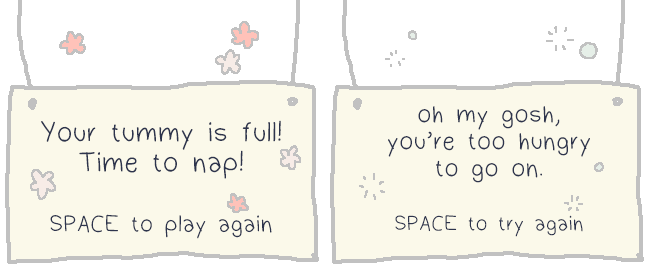 Your tummy is full!
Time to nap!
SPACE to play again
oh my gosh,
you're too hungry
to go on.
SPACE to try again